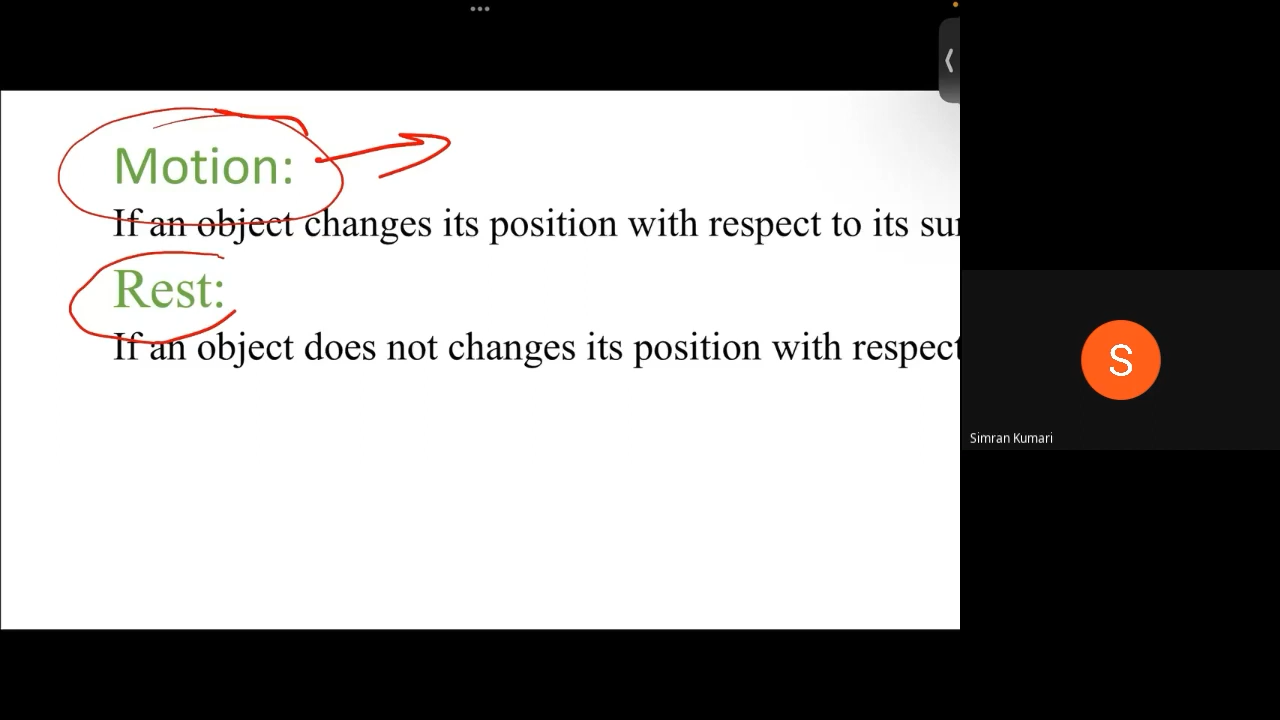 Motion:
If an object changes its position with respect to its
Rest:
If an object does not changes its position with respect
S
Simran Kumari